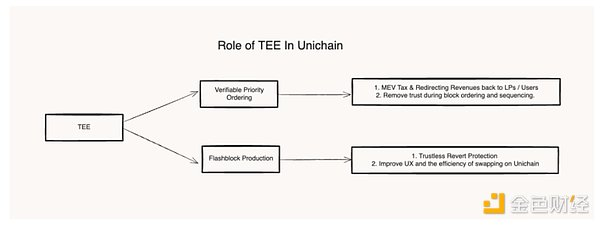 Role of TEE In Unichain
TEE
Verifiable Priority
Ordering
1. MEV Tax & Redirecting Revenues back to LPs / Users
2. Remove trust during block ordering and sequencing.
Flashblock Production
1. Trustless Revert Protection
2. Improve UX and the efficiency of swapping on Unichain
金色财经